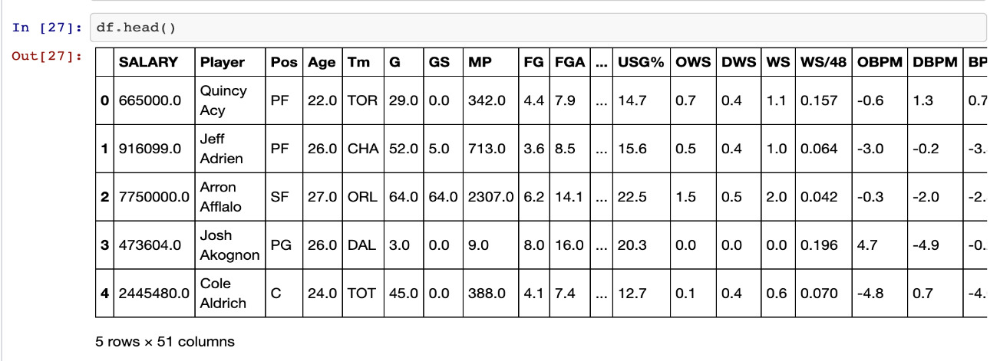 In [27]: df.head()
Out[27]:
SALARY Player Pos Age Tm G GS MP FG FGA ... USG% OWS DWS WS WS/48 OBPM DBPM BP
0 665000.0 Quincy Acy PF 22.0 TOR 29.0 0.0 342.0 4.4 7.9 ... 14.7 0.7 0.4 1.1 0.157 -0.6 1.3 0.7
1 916099.0 Jeff Adrien PF 26.0 CHA 52.0 5.0 713.0 3.6 8.5 ... 15.6 0.5 0.4 1.0 0.064 -3.0 -0.2 -3.
2 7750000.0 Arron Afflalo SF 27.0 ORL 64.0 64.0 2307.0 6.2 14.1 ... 22.5 1.5 0.5 2.0 0.042 -0.3 -2.0 -2.
3 473604.0 Josh Akognon PG 26.0 DAL 3.0 0.0 9.0 8.0 16.0 ... 20.3 0.0 0.0 0.0 0.196 4.7 -4.9 -0.
4 2445480.0 Cole Aldrich C 24.0 TOT 45.0 0.0 388.0 4.1 7.4 ... 12.7 0.1 0.4 0.6 0.070 -4.8 0.7 -4.
5 rows × 51 columns